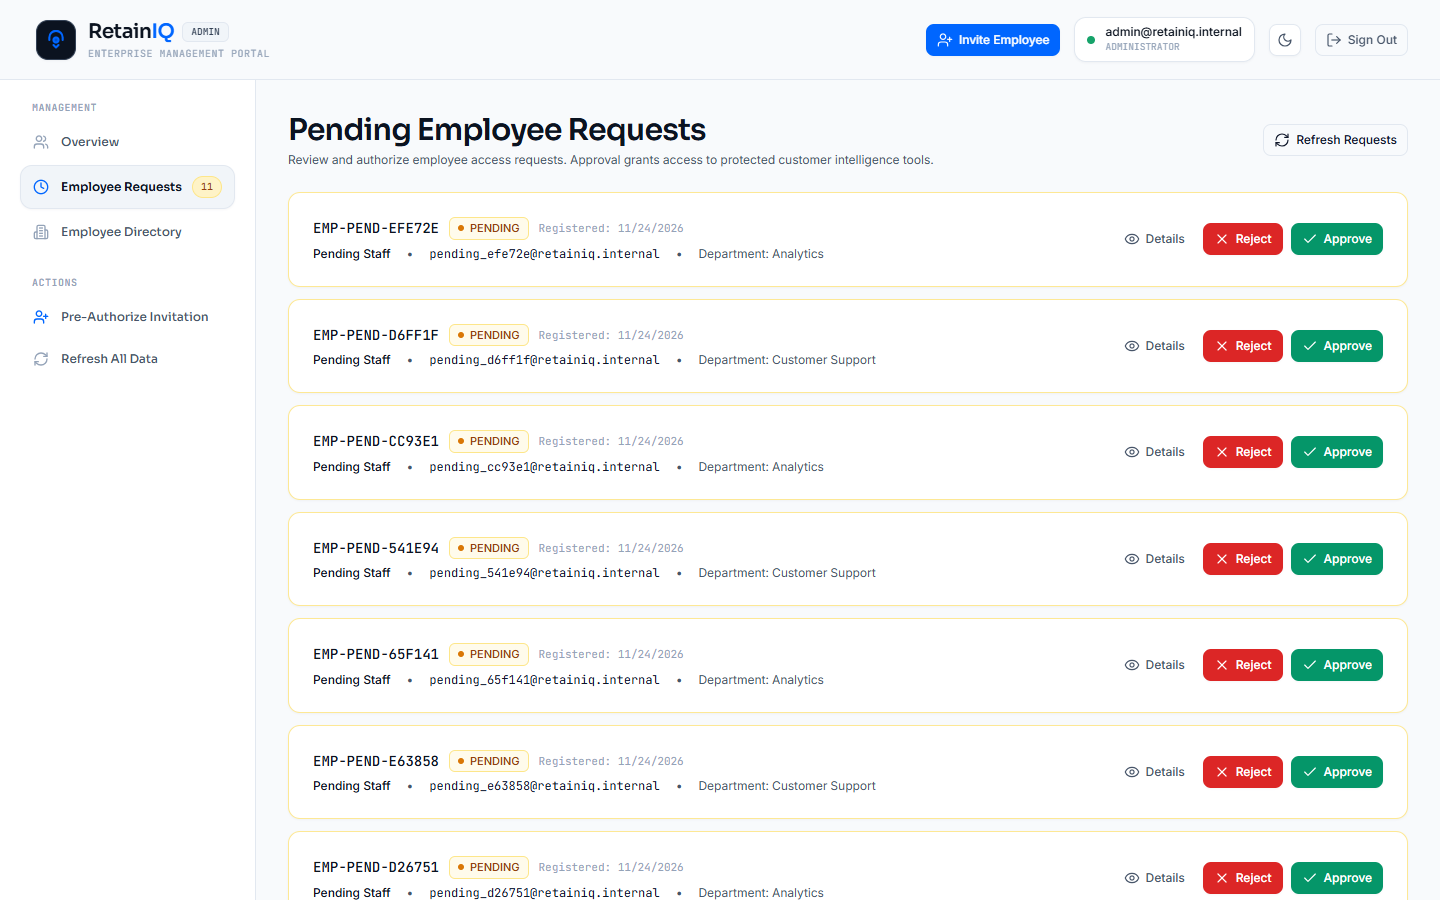 RetainIQ ADMIN
ENTERPRISE MANAGEMENT PORTAL
Invite Employee
admin@retainiq.internal
ADMINISTRATOR
Sign Out
MANAGEMENT
Overview
Employee Requests 11
Employee Directory
ACTIONS
Pre-Authorize Invitation
Refresh All Data
Pending Employee Requests
Review and authorize employee access requests. Approval grants access to protected customer intelligence tools.
Refresh Requests
EMP-PEND-EFE72E PENDING Registered: 11/24/2026
Pending Staff • pending_efe72e@retainiq.internal • Department: Analytics
Details Reject Approve
EMP-PEND-D6FF1F PENDING Registered: 11/24/2026
Pending Staff • pending_d6ff1f@retainiq.internal • Department: Customer Support
Details Reject Approve
EMP-PEND-CC93E1 PENDING Registered: 11/24/2026
Pending Staff • pending_cc93e1@retainiq.internal • Department: Analytics
Details Reject Approve
EMP-PEND-541E94 PENDING Registered: 11/24/2026
Pending Staff • pending_541e94@retainiq.internal • Department: Customer Support
Details Reject Approve
EMP-PEND-65F141 PENDING Registered: 11/24/2026
Pending Staff • pending_65f141@retainiq.internal • Department: Analytics
Details Reject Approve
EMP-PEND-E63858 PENDING Registered: 11/24/2026
Pending Staff • pending_e63858@retainiq.internal • Department: Customer Support
Details Reject Approve
EMP-PEND-D26751 PENDING Registered: 11/24/2026
Pending Staff • pending_d26751@retainiq.internal • Department: Analytics
Details Reject Approve